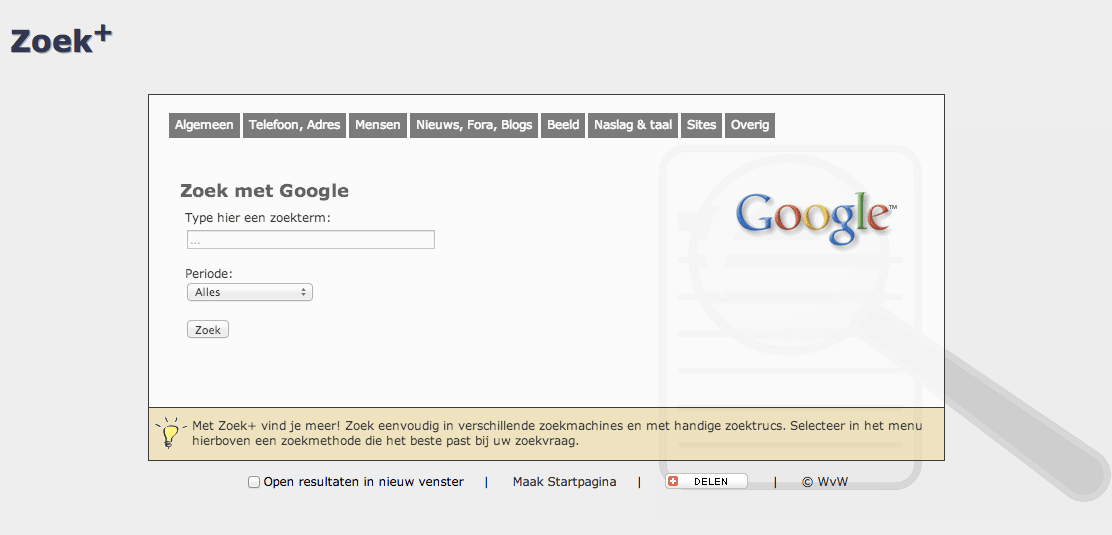 Zoek+
Algemeen Telefoon, Adres Mensen Nieuws, Fora, Blogs Beeld Naslag & taal Sites Overig
Zoek met Google
Google™
Type hier een zoekterm:
...
Periode:
Alles
Zoek
Met Zoek+ vind je meer! Zoek eenvoudig in verschillende zoekmachines en met handige zoektrucs. Selecteer in het menu
hierboven een zoekmethode die het beste past bij uw zoekvraag.
Open resultaten in nieuw venster | Maak Startpagina | DELEN | © WvW